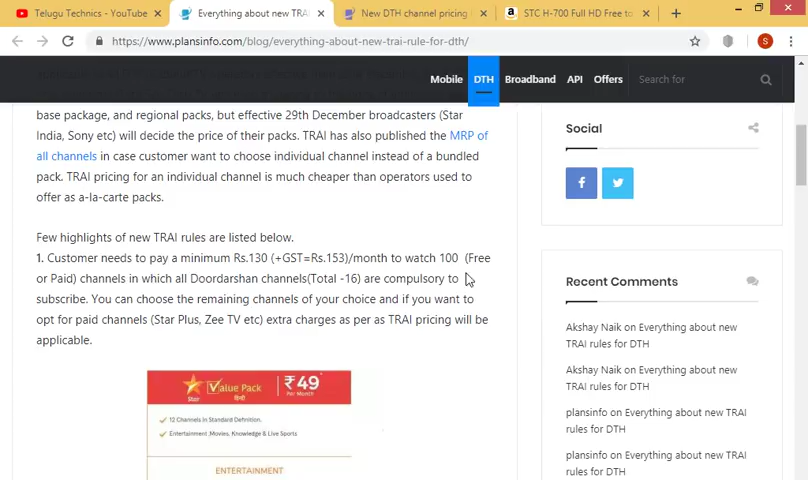 Telugu Technics - YouTube
Everything about new TRAI
New DTH channel pricing
STC H-700 Full HD Free to
S
https://www.plansinfo.com/blog/everything-about-new-trai-rule-for-dth/
Mobile DTH Broadband API Offers Search for
base package, and regional packs, but effective 29th December broadcasters (Star
India, Sony etc) will decide the price of their packs. TRAI has also published the MRP of
all channels in case customer want to choose individual channel instead of a bundled
pack. TRAI pricing for an individual channel is much cheaper than operators used to
offer as a-la-carte packs.
Few highlights of new TRAI rules are listed below.
1. Customer needs to pay a minimum Rs.130 (+GST=Rs.153)/month to watch 100 (Free
or Paid) channels in which all Doordarshan channels(Total -16) are compulsory to
subscribe. You can choose the remaining channels of your choice and if you want to
opt for paid channels (Star Plus, Zee TV etc) extra charges as per as TRAI pricing will be
applicable.
Star
Value Pack
हिन्दी
₹ 49
Per Month
12 Channels In Standard Definition.
Entertainment ,Movies, Knowledge & Live Sports
ENTERTAINMENT
Social
Recent Comments
Akshay Naik on Everything about new
TRAI rules for DTH
Akshay Naik on Everything about new
TRAI rules for DTH
plansinfo on Everything about new
TRAI rules for DTH
plansinfo on Everything about new TRAI
rules for DTH